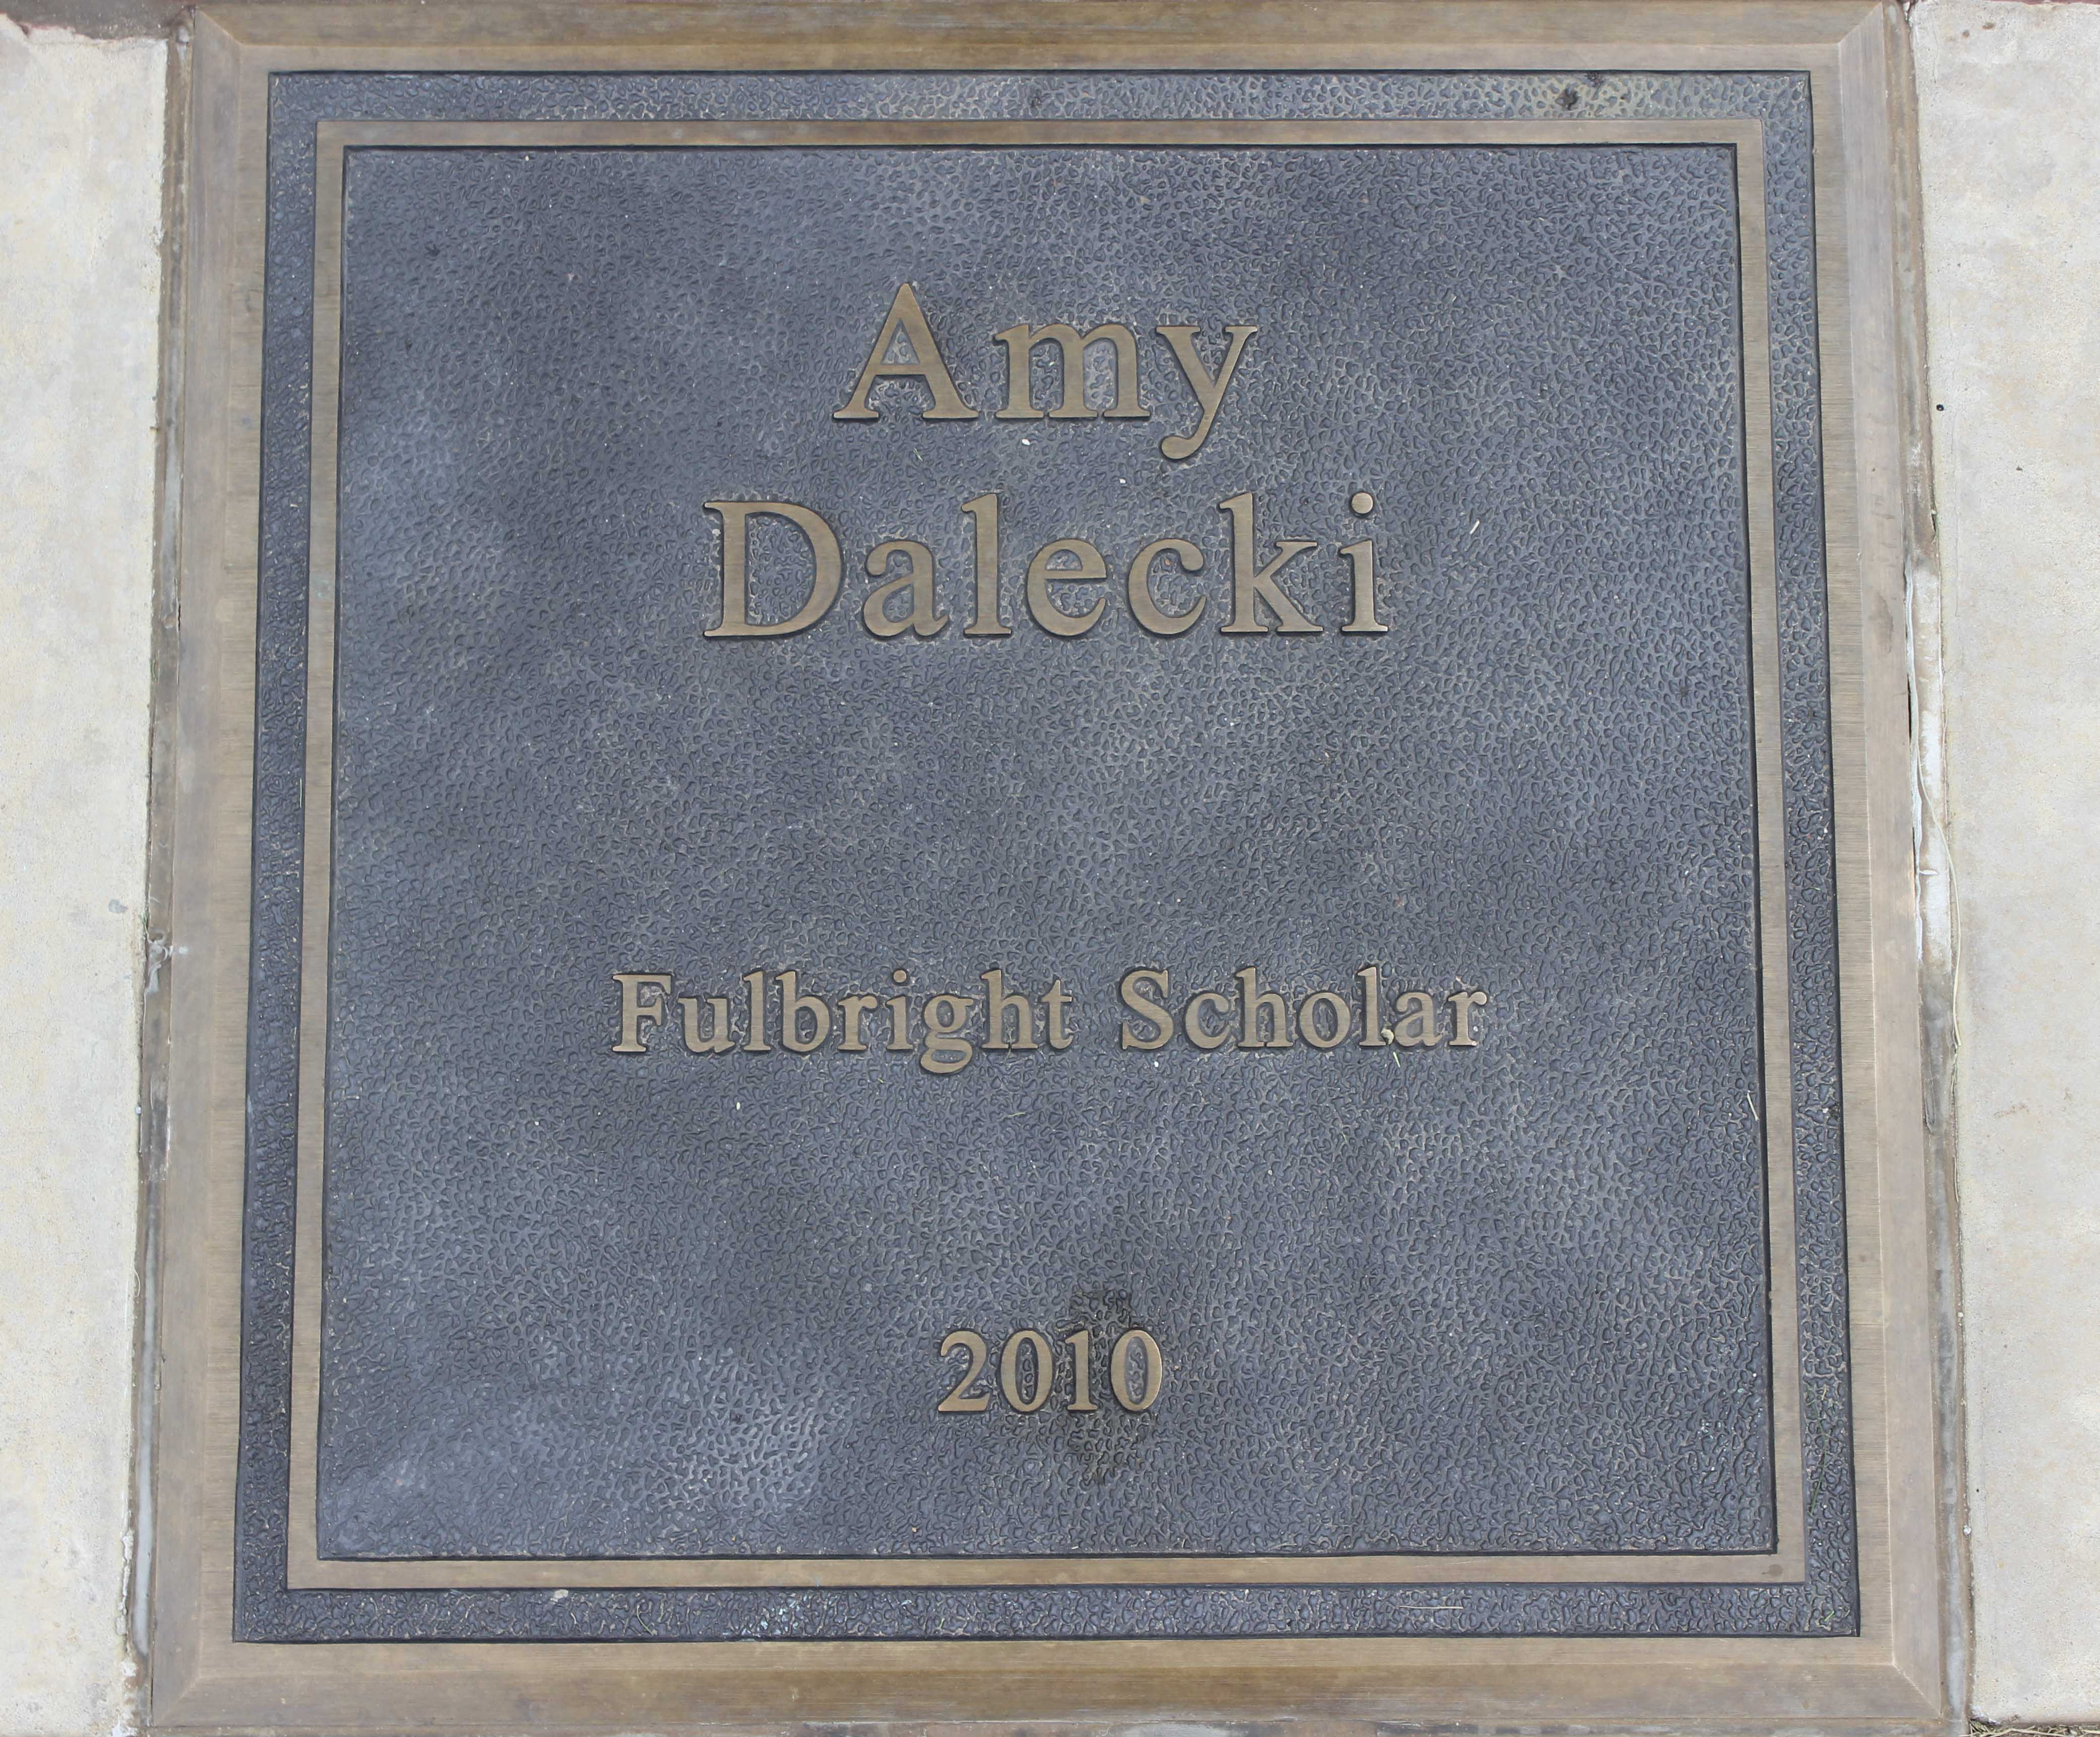 Amy
Dalecki
Fulbright Scholar
2010